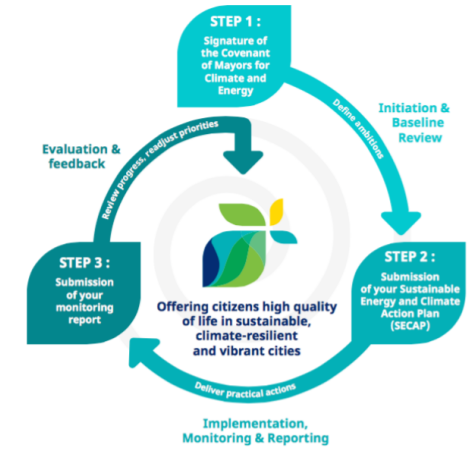 STEP 1 :
Signature of
the Covenant
of Mayors for
Climate and
Energy
Define ambitions
Initiation &
Baseline
Review
STEP 2 :
Submission
of your Sustainable
Energy and Climate
Action Plan
(SECAP)
Deliver practical actions
Implementation,
Monitoring & Reporting
STEP 3 :
Submission
of your
monitoring
report
Review progress, readjust priorities
Evaluation &
feedback
Offering citizens high quality
of life in sustainable,
climate-resilient
and vibrant cities